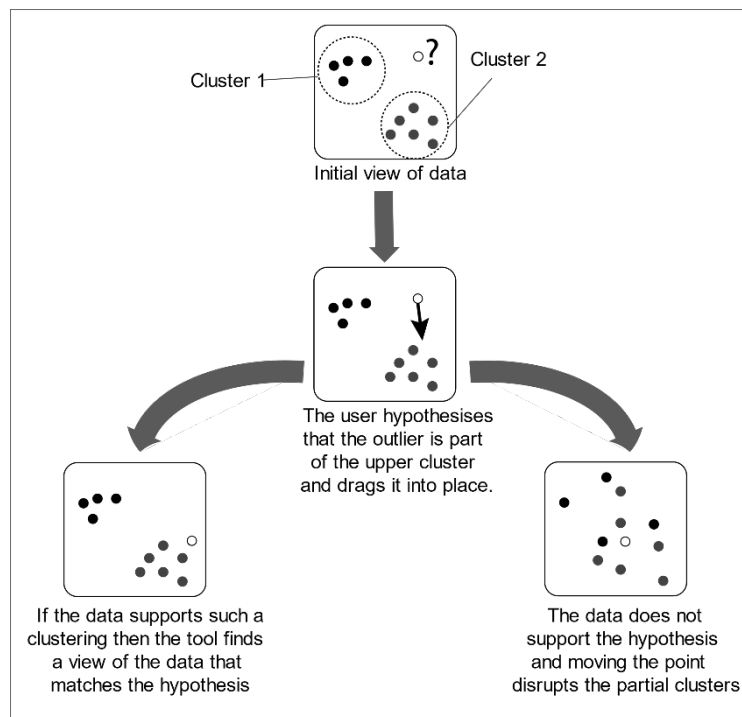 ?
Cluster 1
Cluster 2
Initial view of data
The user hypothesises
that the outlier is part
of the upper cluster
and drags it into place.
If the data supports such a
clustering then the tool finds
a view of the data that
matches the hypothesis
The data does not
support the hypothesis
and moving the point
disrupts the partial clusters